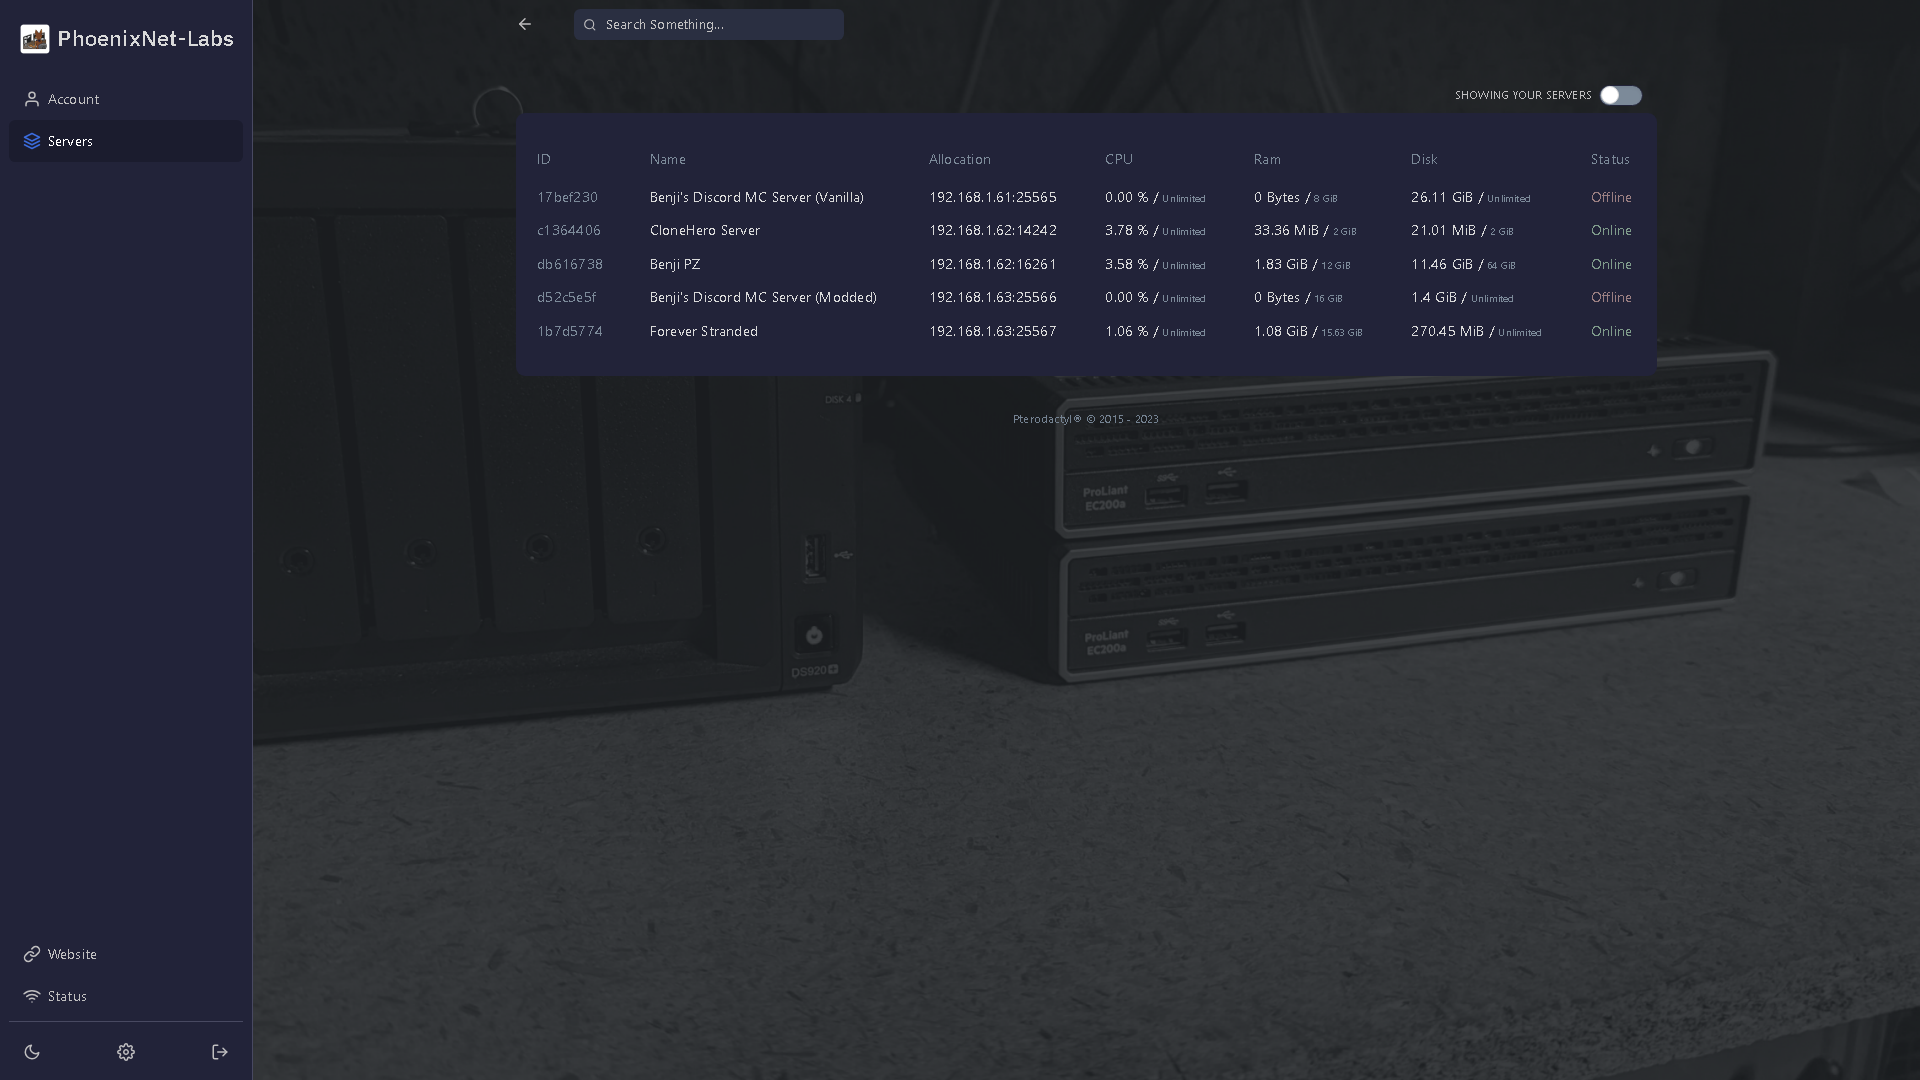 PhoenixNet-Labs
Account
Servers
Website
Status
Search Something...
SHOWING YOUR SERVERS
ID Name Allocation CPU Ram Disk Status
17bef230 Benji's Discord MC Server (Vanilla) 192.168.1.61:25565 0.00 % / Unlimited 0 Bytes / 8 GiB 26.11 GiB / Unlimited Offline
c1364406 CloneHero Server 192.168.1.62:14242 3.78 % / Unlimited 33.36 MiB / 2 GiB 21.01 MiB / 2 GiB Online
db616738 Benji PZ 192.168.1.62:16261 3.58 % / Unlimited 1.83 GiB / 12 GiB 11.46 GiB / 64 GiB Online
d52c5e5f Benji's Discord MC Server (Modded) 192.168.1.63:25566 0.00 % / Unlimited 0 Bytes / 16 GiB 1.4 GiB / Unlimited Offline
1b7d5774 Forever Stranded 192.168.1.63:25567 1.06 % / Unlimited 1.08 GiB / 15.63 GiB 270.45 MiB / Unlimited Online
DISK 4
Pterodactyl® © 2015 - 2023
ProLiant
EC200a
ProLiant
EC200a
DS920+